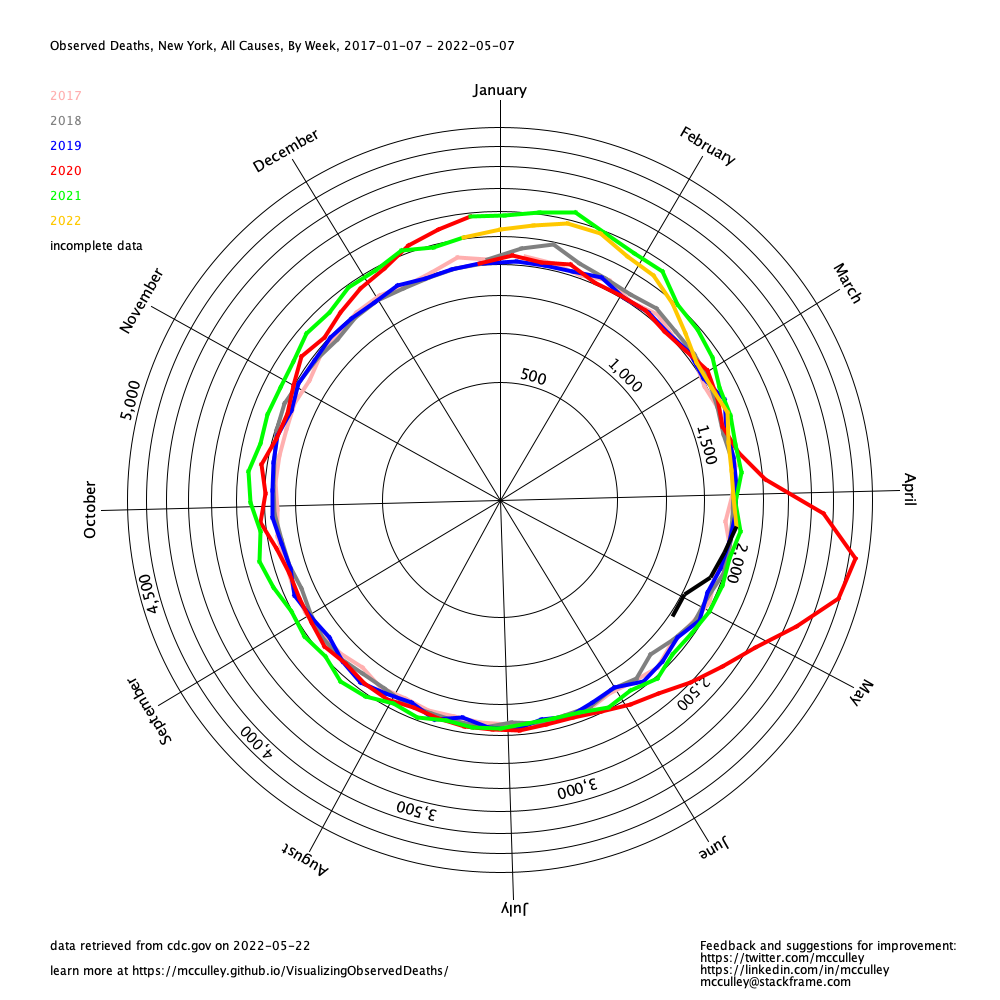 Observed Deaths, New York, All Causes, By Week, 2017-01-07 - 2022-05-07
2017
2018
2019
2020
2021
2022
incomplete data
January
February
March
April
May
June
July
August
September
October
November
December
500
1,000
1,500
2,000
2,500
3,000
3,500
4,000
4,500
5,000
data retrieved from cdc.gov on 2022-05-22
learn more at https://mcculley.github.io/VisualizingObservedDeaths/
Feedback and suggestions for improvement:
https://twitter.com/mcculley
https://linkedin.com/in/mcculley
mcculley@stackframe.com